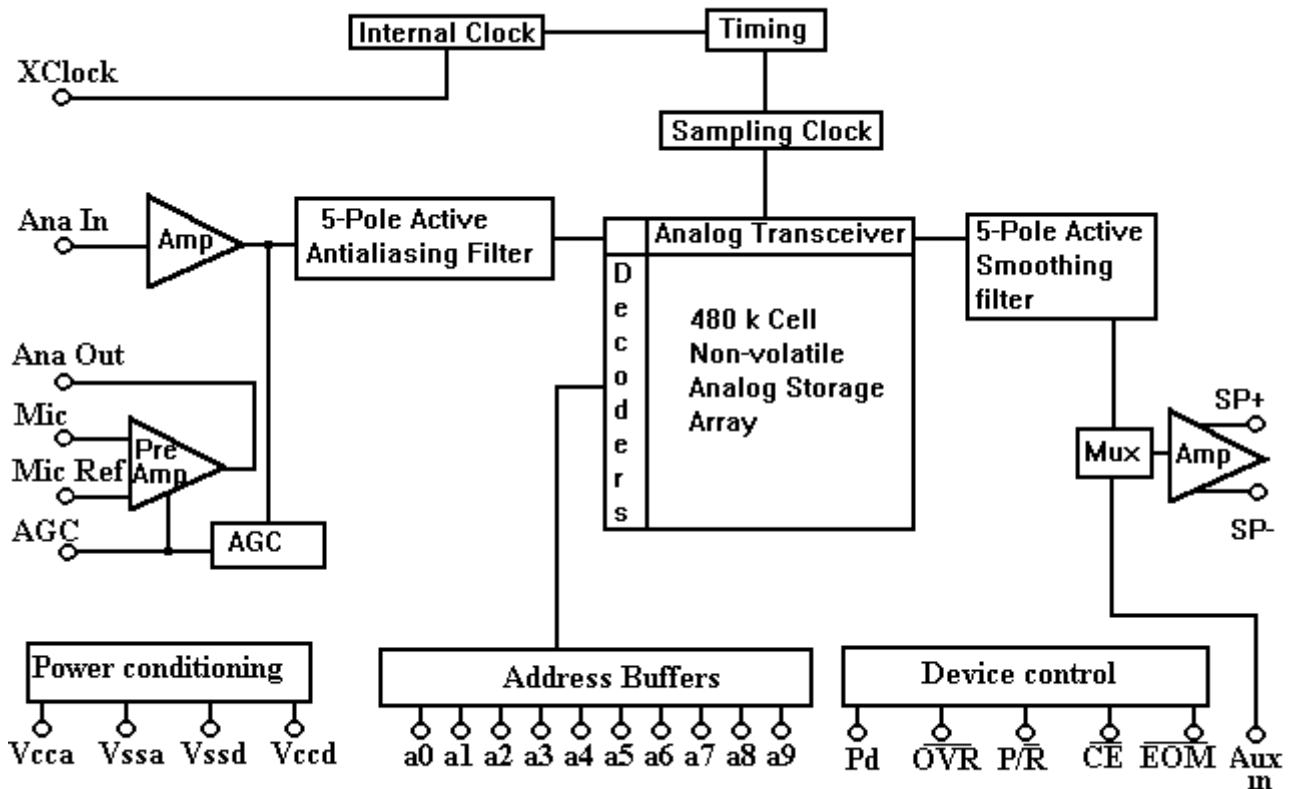 Internal Clock
Timing
XClock
Sampling Clock
Ana In
Amp
5-Pole Active
Antialiasing Filter
Analog Transceiver
5-Pole Active
Smoothing
filter
Decoders
480 k Cell
Non-volatile
Analog Storage
Array
Ana Out
Mic
Pre
Amp
Mic Ref
AGC
AGC
Mux
Amp
SP+
SP-
Power conditioning
Address Buffers
Device control
Vcca
Vssa
Vssd
Vccd
a0 a1 a2 a3 a4 a5 a6 a7 a8 a9
Pd
O̅V̅R̅
P/R̅
C̅E̅
E̅O̅M̅
Aux
in